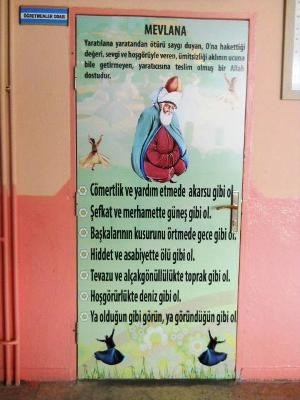 ÖĞRETMENLER ODASI
MEVLANA
Yaratılana yaratandan ötürü saygı duyan, O'na hakettiği
değeri, sevgi ve hoşgörüyle veren, ümitsizliği aklının ucuna
bile getirmeyen, yaratıcısına teslim olmuş bir Allah
dostudur.
Cömertlik ve yardım etmede akarsu gibi ol.
Şefkat ve merhamette güneş gibi ol.
Başkalarının kusurunu örtmede gece gibi ol.
Hiddet ve asabiyette ölü gibi ol.
Tevazu ve alçakgönüllülükte toprak gibi ol.
Hoşgörürlükte deniz gibi ol.
Ya olduğun gibi görün, ya göründüğün gibi ol